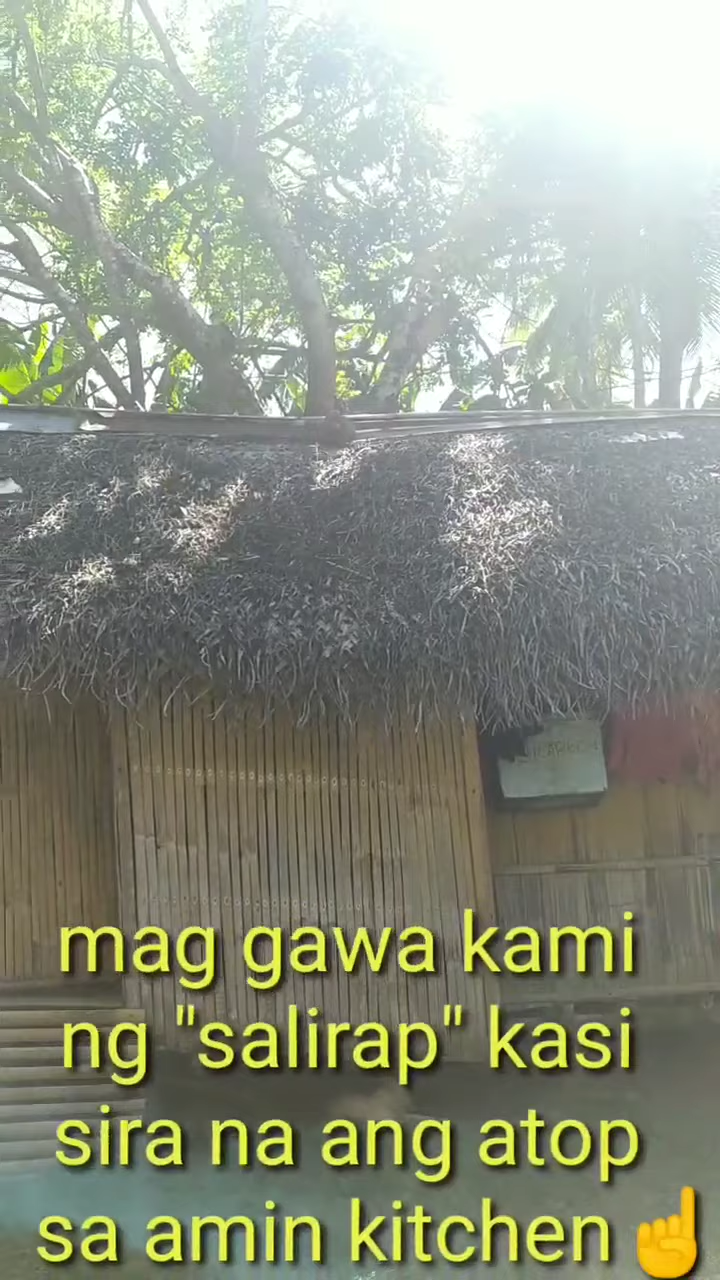 mag gawa kami
ng "salirap" kasi
sira na ang atop
sa amin kitchen☝